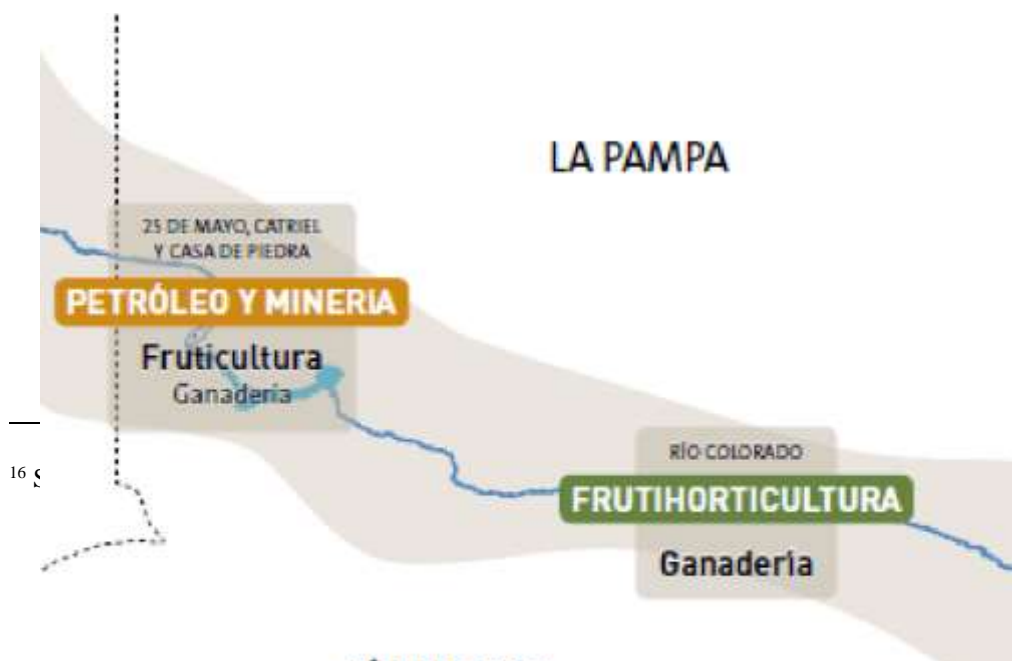 LA PAMPA
25 DE MAYO, CATRIEL
Y CASA DE PIEDRA
PETRÓLEO Y MINERIA
Fruticultura
Ganaderia
16 S
RÍO COLORADO
FRUTIHORTICULTURA
Ganaderia